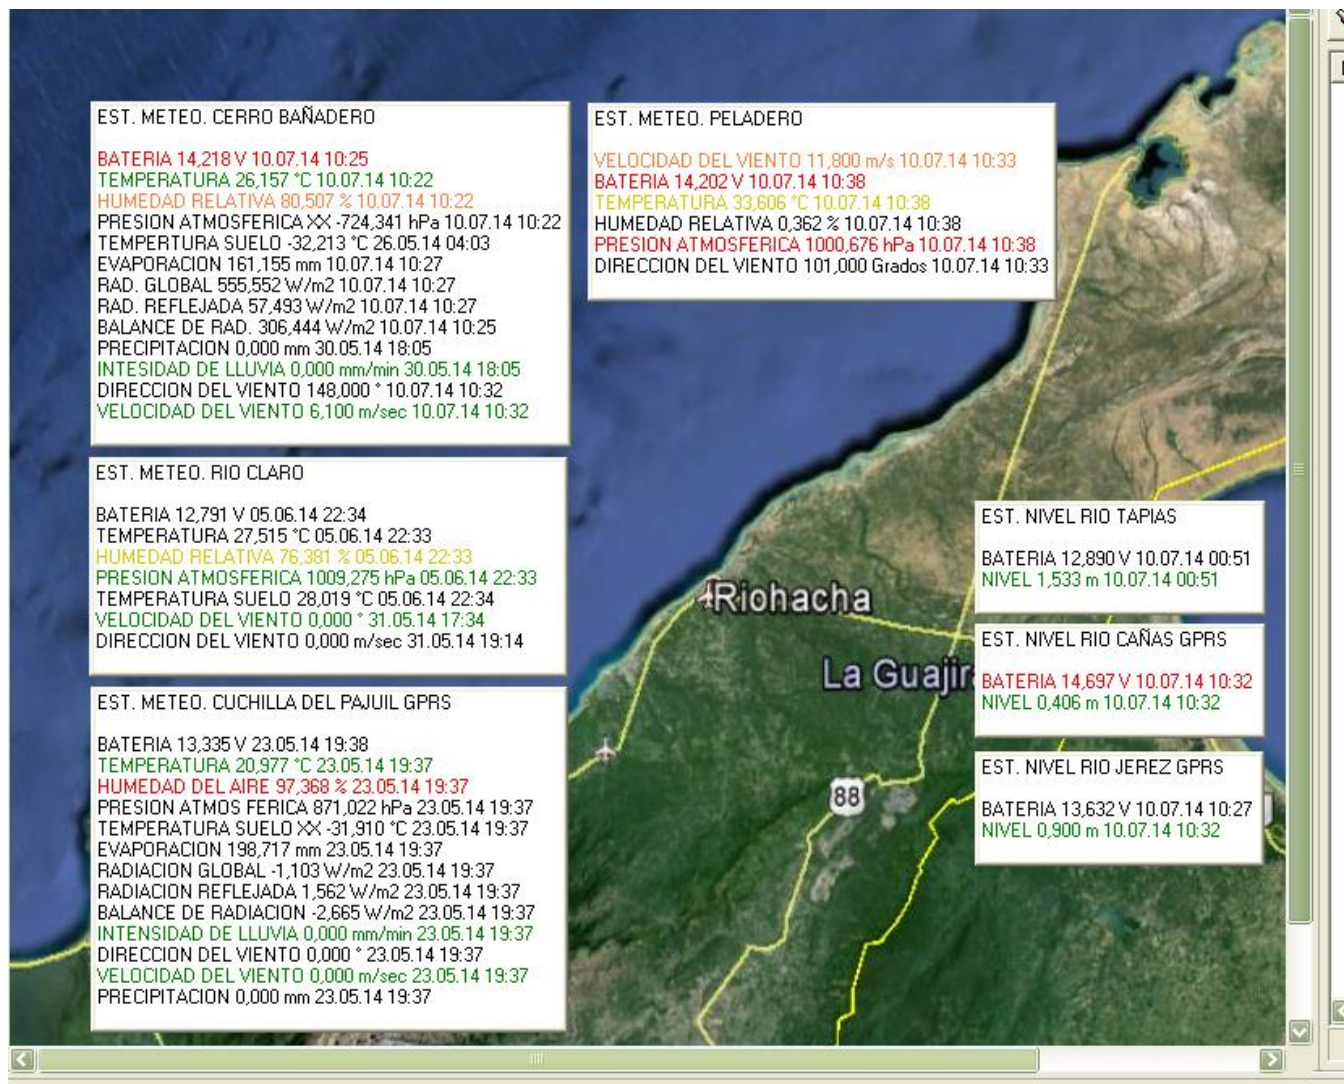 EST. METEO. CERRO BAÑADERO
BATERIA 14,218 V 10.07.14 10:25
TEMPERATURA 26,157 °C 10.07.14 10:22
HUMEDAD RELATIVA 80,507 % 10.07.14 10:22
PRESION ATMOSFERICA XX -724,341 hPa 10.07.14 10:22
TEMPERTURA SUELO -32,213 °C 26.05.14 04:03
EVAPORACION 161,155 mm 10.07.14 10:27
RAD. GLOBAL 555,552 W/m2 10.07.14 10:27
RAD. REFLEJADA 57,493 W/m2 10.07.14 10:27
BALANCE DE RAD. 306,444 W/m2 10.07.14 10:25
PRECIPITACION 0,000 mm 30.05.14 18:05
INTESIDAD DE LLUVIA 0,000 mm/min 30.05.14 18:05
DIRECCION DEL VIENTO 148,000 ° 10.07.14 10:32
VELOCIDAD DEL VIENTO 6,100 m/sec 10.07.14 10:32
EST. METEO. PELADERO
VELOCIDAD DEL VIENTO 11,800 m/s 10.07.14 10:33
BATERIA 14,202 V 10.07.14 10:38
TEMPERATURA 33,606 °C 10.07.14 10:38
HUMEDAD RELATIVA 0,362 % 10.07.14 10:38
PRESION ATMOSFERICA 1000,676 hPa 10.07.14 10:38
DIRECCION DEL VIENTO 101,000 Grados 10.07.14 10:33
EST. METEO. RIO CLARO
BATERIA 12,791 V 05.06.14 22:34
TEMPERATURA 27,515 °C 05.06.14 22:33
HUMEDAD RELATIVA 76,381 % 05.06.14 22:33
PRESION ATMOSFERICA 1009,275 hPa 05.06.14 22:33
TEMPERATURA SUELO 28,019 °C 05.06.14 22:34
VELOCIDAD DEL VIENTO 0,000 ° 31.05.14 17:34
DIRECCION DEL VIENTO 0,000 m/sec 31.05.14 19:14
EST. METEO. CUCHILLA DEL PAJUIL GPRS
BATERIA 13,335 V 23.05.14 19:38
TEMPERATURA 20,977 °C 23.05.14 19:37
HUMEDAD DEL AIRE 97,368 % 23.05.14 19:37
PRESION ATMOS FERICA 871,022 hPa 23.05.14 19:37
TEMPERATURA SUELO XX -31,910 °C 23.05.14 19:37
EVAPORACION 198,717 mm 23.05.14 19:37
RADIACION GLOBAL -1,103 W/m2 23.05.14 19:37
RADIACION REFLEJADA 1,562 W/m2 23.05.14 19:37
BALANCE DE RADIACION -2,665 W/m2 23.05.14 19:37
INTENSIDAD DE LLUVIA 0,000 mm/min 23.05.14 19:37
DIRECCION DEL VIENTO 0,000 ° 23.05.14 19:37
VELOCIDAD DEL VIENTO 0,000 m/sec 23.05.14 19:37
PRECIPITACION 0,000 mm 23.05.14 19:37
Riohacha
La Guajir
88
EST. NIVEL RIO TAPIAS
BATERIA 12,890 V 10.07.14 00:51
NIVEL 1,533 m 10.07.14 00:51
EST. NIVEL RIO CAÑAS GPRS
BATERIA 14,697 V 10.07.14 10:32
NIVEL 0,406 m 10.07.14 10:32
EST. NIVEL RIO JEREZ GPRS
BATERIA 13,632 V 10.07.14 10:27
NIVEL 0,900 m 10.07.14 10:32